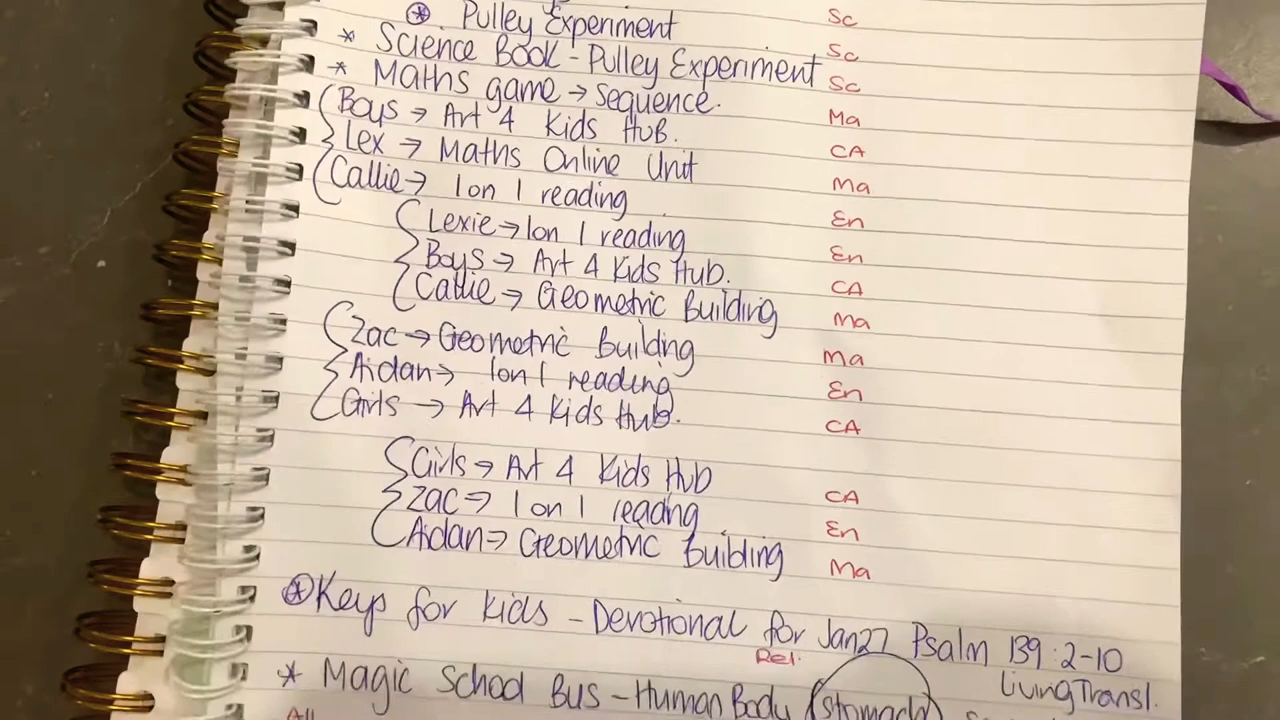 Pulley Experiment Sc
* Science Book - Pulley Experiment Sc
* Maths game → sequence. Sc
Boys → Art 4 Kids Hub. Ma
Lex → Maths Online Unit CA
Callie → 1 on 1 reading Ma
Lexie → 1 on 1 reading En
Boys → Art 4 Kids Hub. En
Callie → Geometric Building CA
Ma
Zac → Geometric building Ma
Aidan → 1 on 1 reading En
Girls → Art 4 Kids Hub. CA
Girls → Art 4 Kids Hub CA
Zac → 1 on 1 readng En
Aidan → Geometric Building Ma
Keys for Kids - Devotional for Jan 27 Psalm 139:2-10
Rel. Living Transl.
* Magic School Bus - Human Body (stomach)
All